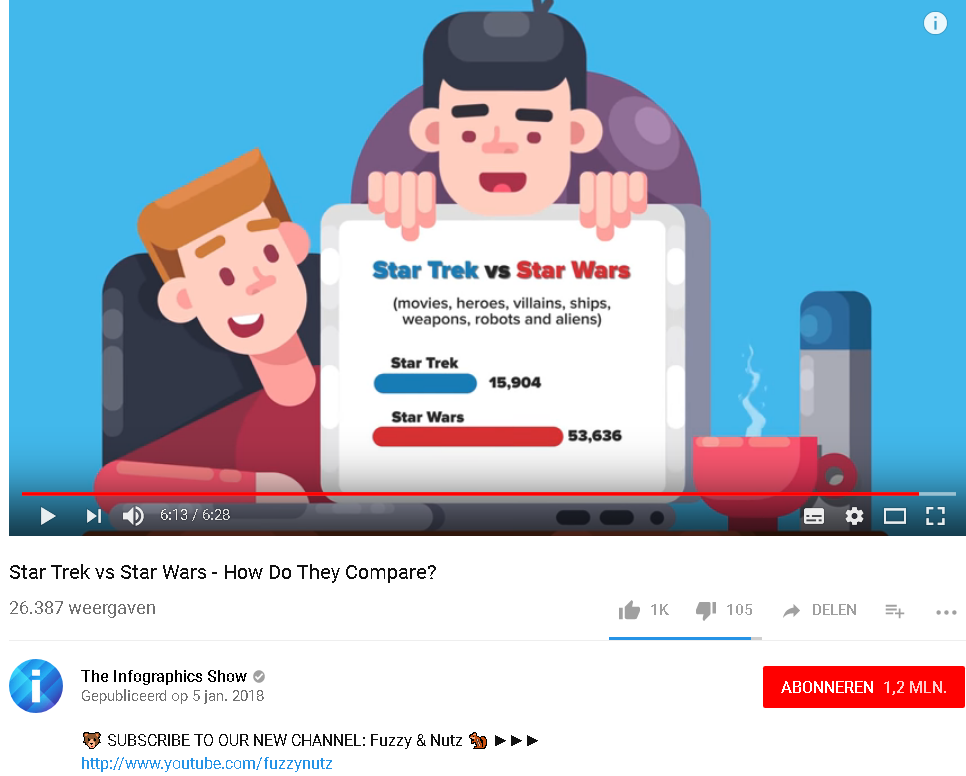 Star Trek vs Star Wars
(movies, heroes, villains, ships,
weapons, robots and aliens)
Star Trek
15,904
Star Wars
53,636
6:13 / 6:28
Star Trek vs Star Wars - How Do They Compare?
26.387 weergaven
1K 105 DELEN
The Infographics Show
Gepubliceerd op 5 jan. 2018
ABONNEREN 1,2 MLN.
SUBSCRIBE TO OUR NEW CHANNEL: Fuzzy & Nutz ►►►
http://www.youtube.com/fuzzynutz